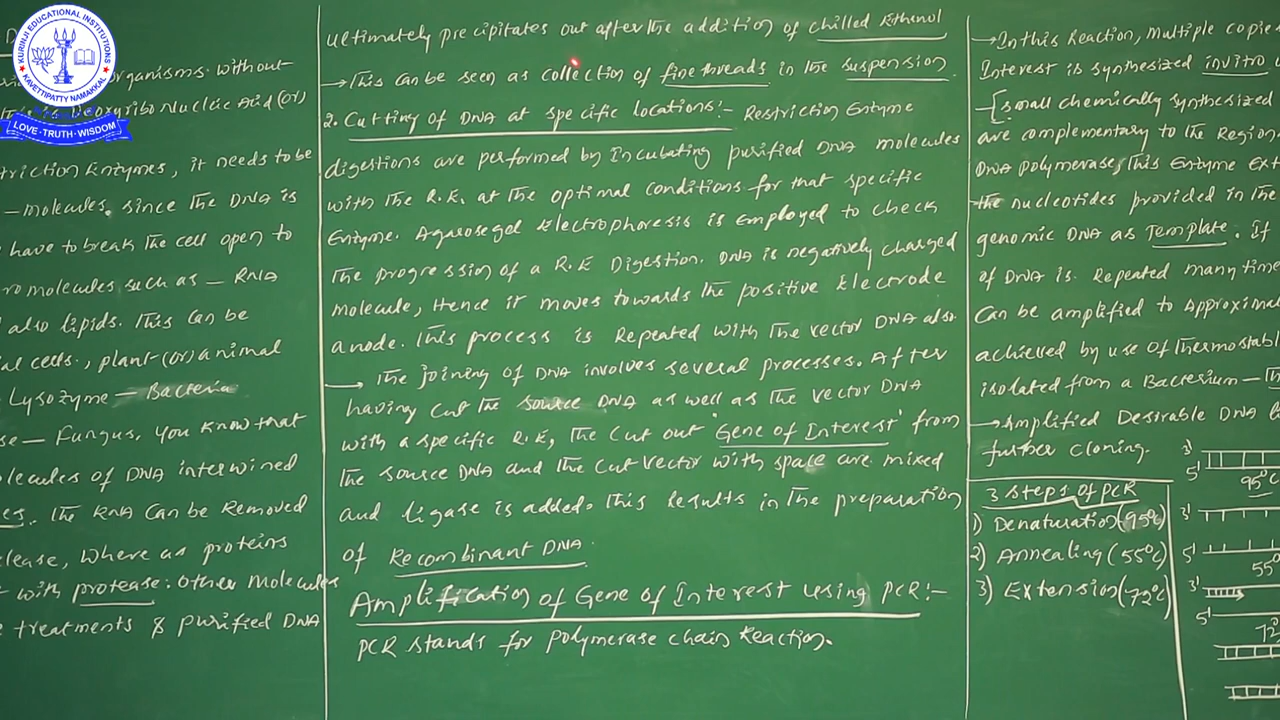 KURINJI EDUCATIONAL INSTITUTIONS
KAVETTIPATTY NAMAKKAL
LOVE · TRUTH · WISDOM
organisms. without
Deoxyribo Nucleic Acid (or)
triction Enzymes, it needs to be
- molecules. since The DNA is
have to break The cell open to
romolecules such as - RNA
also lipids. This can be
al cells., plant (or) animal
Lysozyme - Bacteria
se - Fungus. You know that
olecules of DNA interwined
es. The RNA can be Removed
clease, where as proteins
with protease. Other molecules
treatments & purified DNA
ultimately precipitates out after The addition of chilled Ethenol
→ This can be seen as collection of fine threads in The suspension.
2. Cutting of DNA at specific locations:- Restriction Enzyme
digestions are performed by Incubating purified DNA molecules
with The R.E. at The optimal conditions for that specific
Enzyme. Agarosegel Electrophoresis is Employed to check
The progression of a R.E Digestion. DNA is negatively charged
molecule, Hence it moves towards The positive Electrode
anode. This process is Repeated with The vector DNA also.
→ The joining of DNA involves several processes. After
having cut The source DNA as well as The vector DNA
with a specific R.E, The cut out 'Gene of Interest' from
The source DNA and The cut vector with space are mixed
and ligase is added. This results in The preparation
of Recombinant DNA.
Amplification of Gene of Interest using PCR:-
PCR stands for polymerase chain Reaction.
→ In this Reaction, Multiple copie
Interest is synthesized invitro
- [small chemically synthesized
are complementary to The Region
DNA polymerase, This Enzyme Ext
The nucleotides provided in The
genomic DNA as Template. If
of DNA is Repeated many time
Can be amplified to Approxima
achieved by use of Thermostabl
isolated from a Bacterium - Th
→ Amplified Desirable DNA
further cloning.
3 steps of PCR
1) Denaturation (95°C)
2) Annealing (55°C)
3) Extension (72°C)
3'
5'
95°C
3'
5'
55°
3'
5'
72°